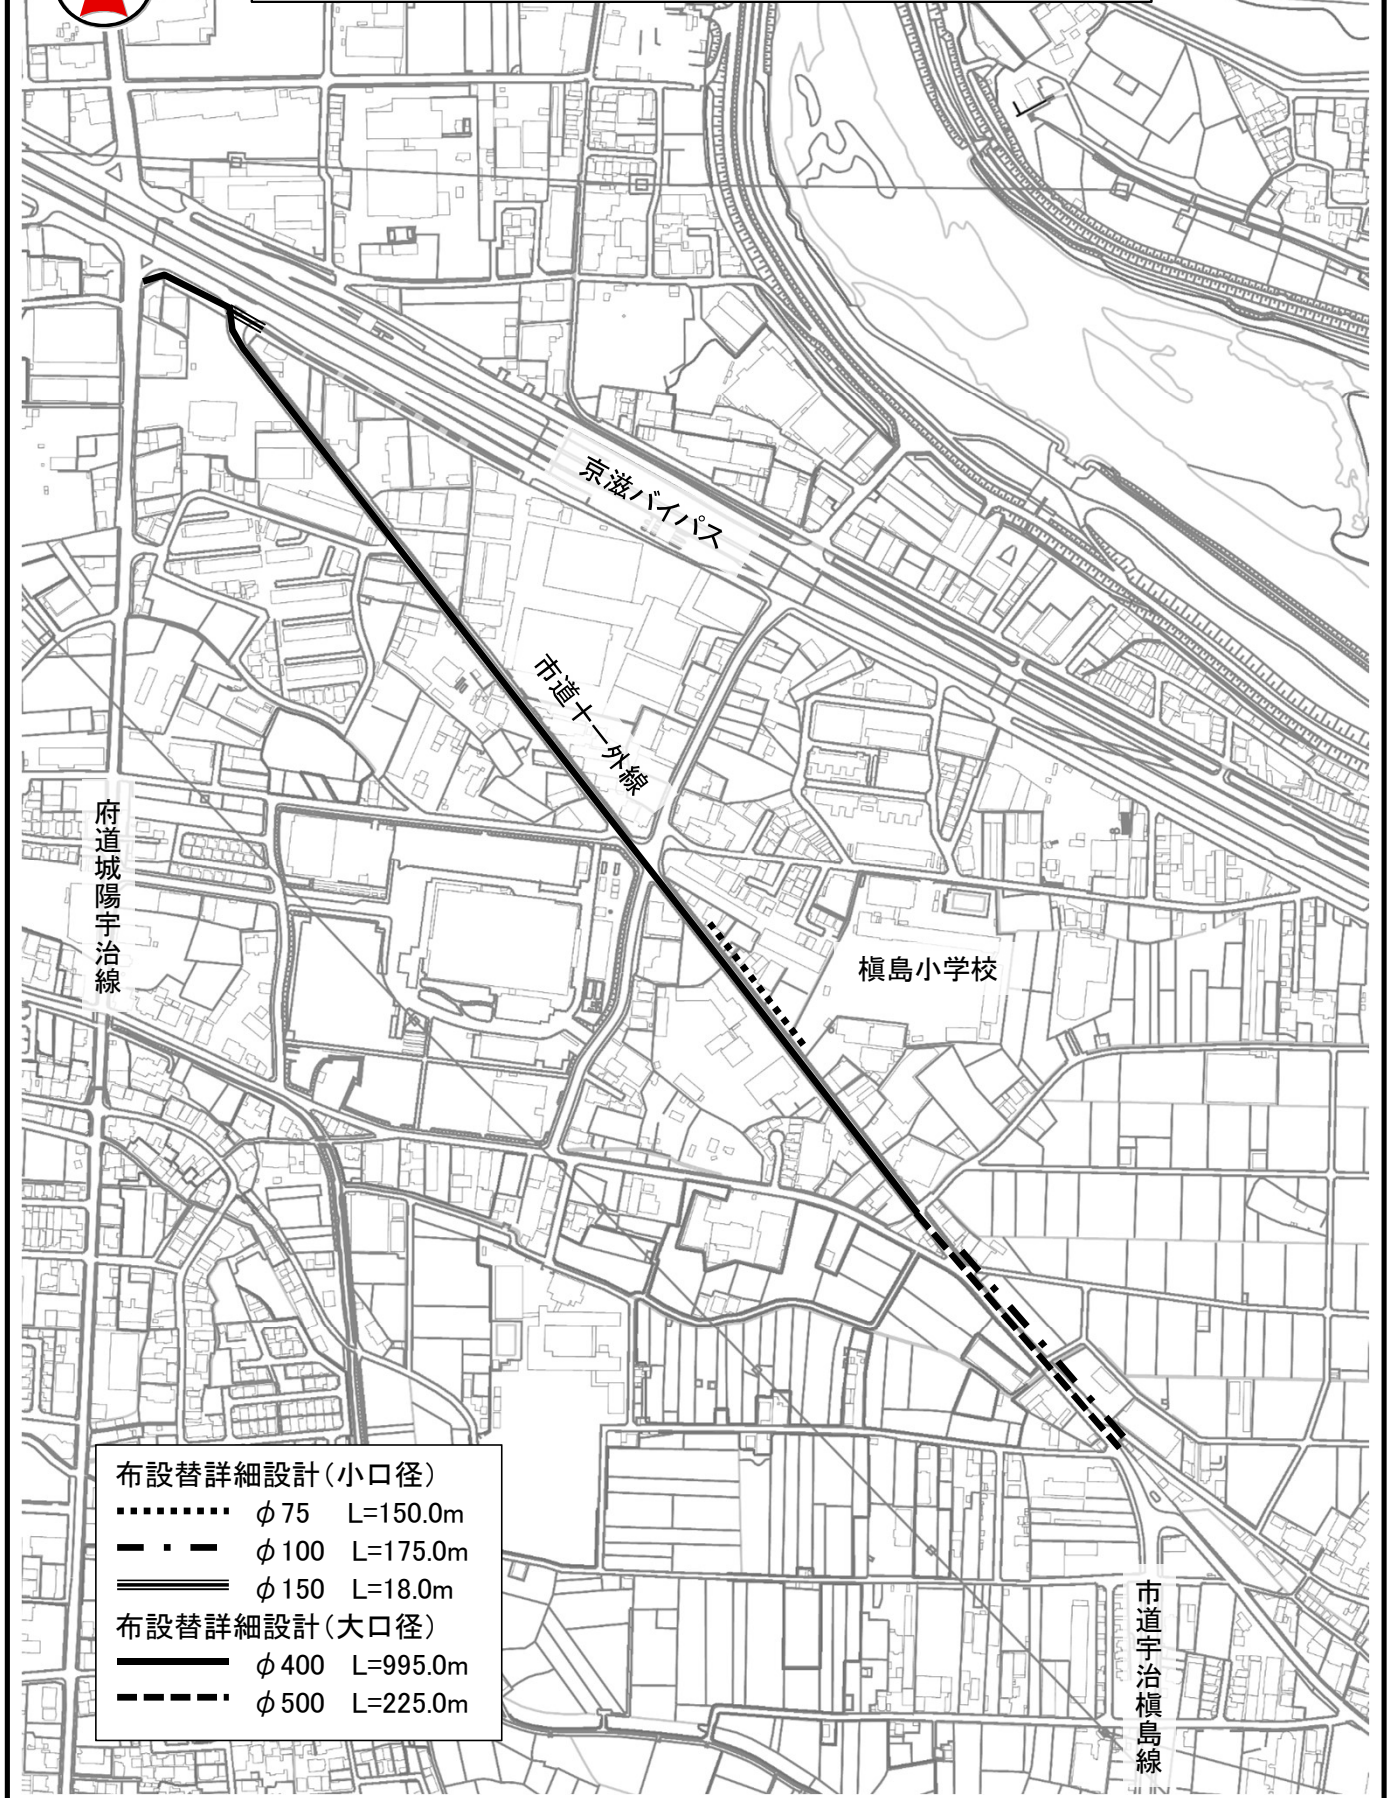 京滋バイパス
市道十一外線
府道城陽宇治線
槇島小学校
布設替詳細設計(小口径)
φ75 L=150.0m
φ100 L=175.0m
φ150 L=18.0m
布設替詳細設計(大口径)
φ400 L=995.0m
φ500 L=225.0m
市道宇治槇島線